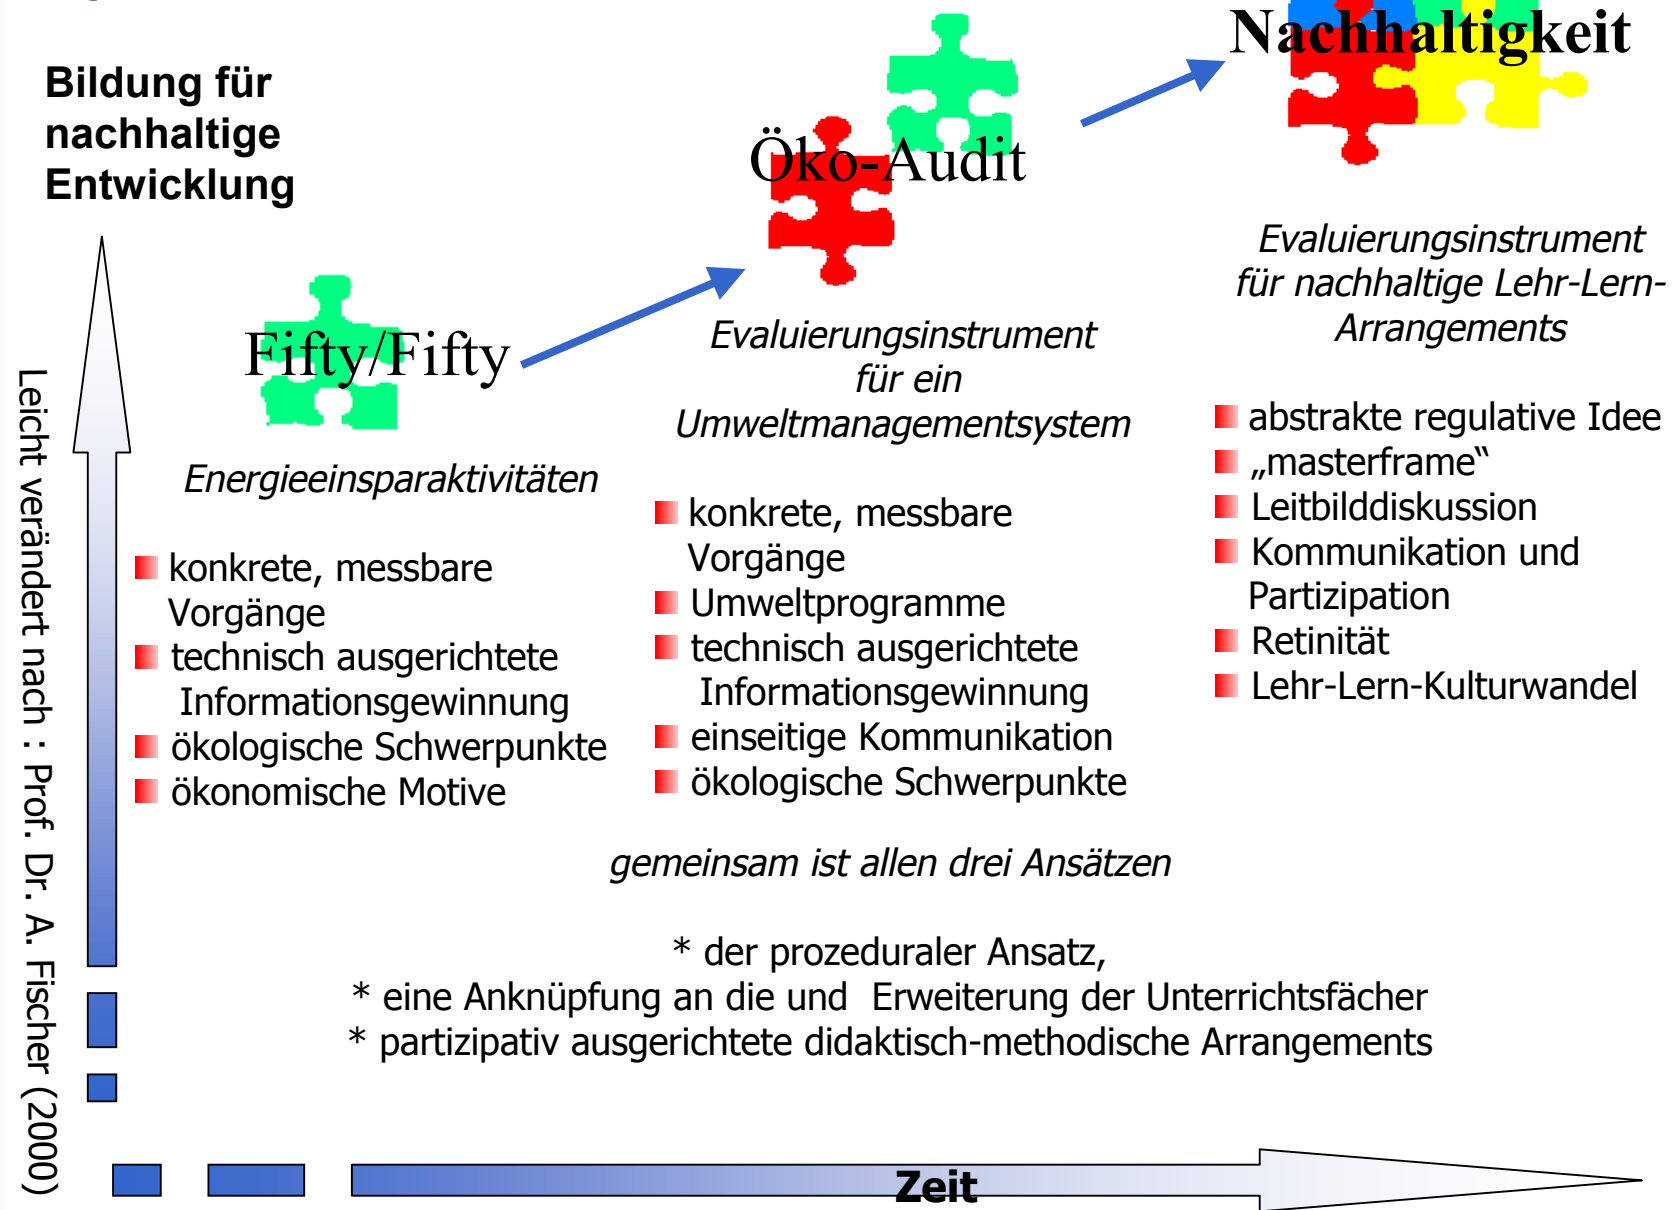 Bildung für
nachhaltige
Entwicklung
Leicht verändert nach : Prof. Dr. A. Fischer (2000)
Fifty/Fifty
Energieeinsparaktivitäten
konkrete, messbare
Vorgänge
technisch ausgerichtete
Informationsgewinnung
ökologische Schwerpunkte
ökonomische Motive
Öko-Audit
Evaluierungsinstrument
für ein
Umweltmanagementsystem
konkrete, messbare
Vorgänge
Umweltprogramme
technisch ausgerichtete
Informationsgewinnung
einseitige Kommunikation
ökologische Schwerpunkte
Nachhaltigkeit
Evaluierungsinstrument
für nachhaltige Lehr-Lern-
Arrangements
abstrakte regulative Idee
„masterframe“
Leitbilddiskussion
Kommunikation und
Partizipation
Retinität
Lehr-Lern-Kulturwandel
gemeinsam ist allen drei Ansätzen
* der prozeduraler Ansatz,
* eine Anknüpfung an die und Erweiterung der Unterrichtsfächer
* partizipativ ausgerichtete didaktisch-methodische Arrangements
Zeit